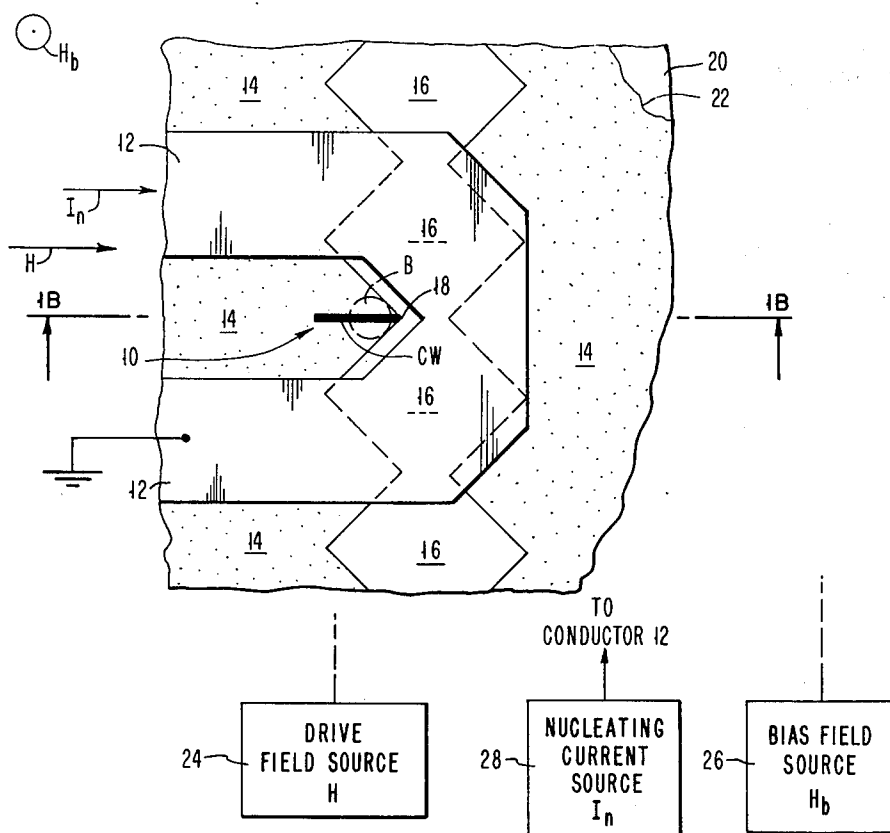 H_b
14
16
20
22
12
I_n
16
H
B
18
1B
1B
14
10
CW
14
16
12
14
16
TO
CONDUCTOR 12
24
DRIVE
FIELD SOURCE
H
28
NUCLEATING
CURRENT
SOURCE
I_n
26
BIAS FIELD
SOURCE
H_b